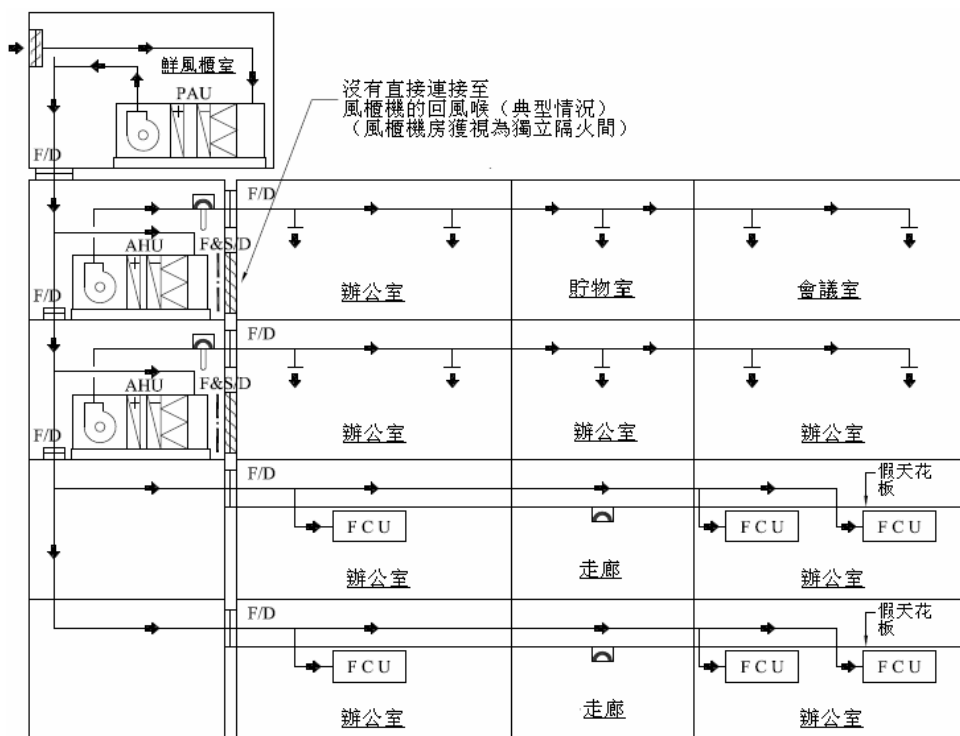 鮮風櫃室
PAU
沒有直接連接至
風櫃機的回風喉（典型情況）
（風櫃機房獲視為獨立隔火間）
F/D
F/D
AHU
F&S/D
F/D
辦公室
貯物室
會議室
F/D
AHU
F&S/D
F/D
辦公室
辦公室
辦公室
F/D
假天花
板
FCU
FCU
FCU
辦公室
走廊
辦公室
F/D
假天花
板
FCU
FCU
FCU
辦公室
走廊
辦公室